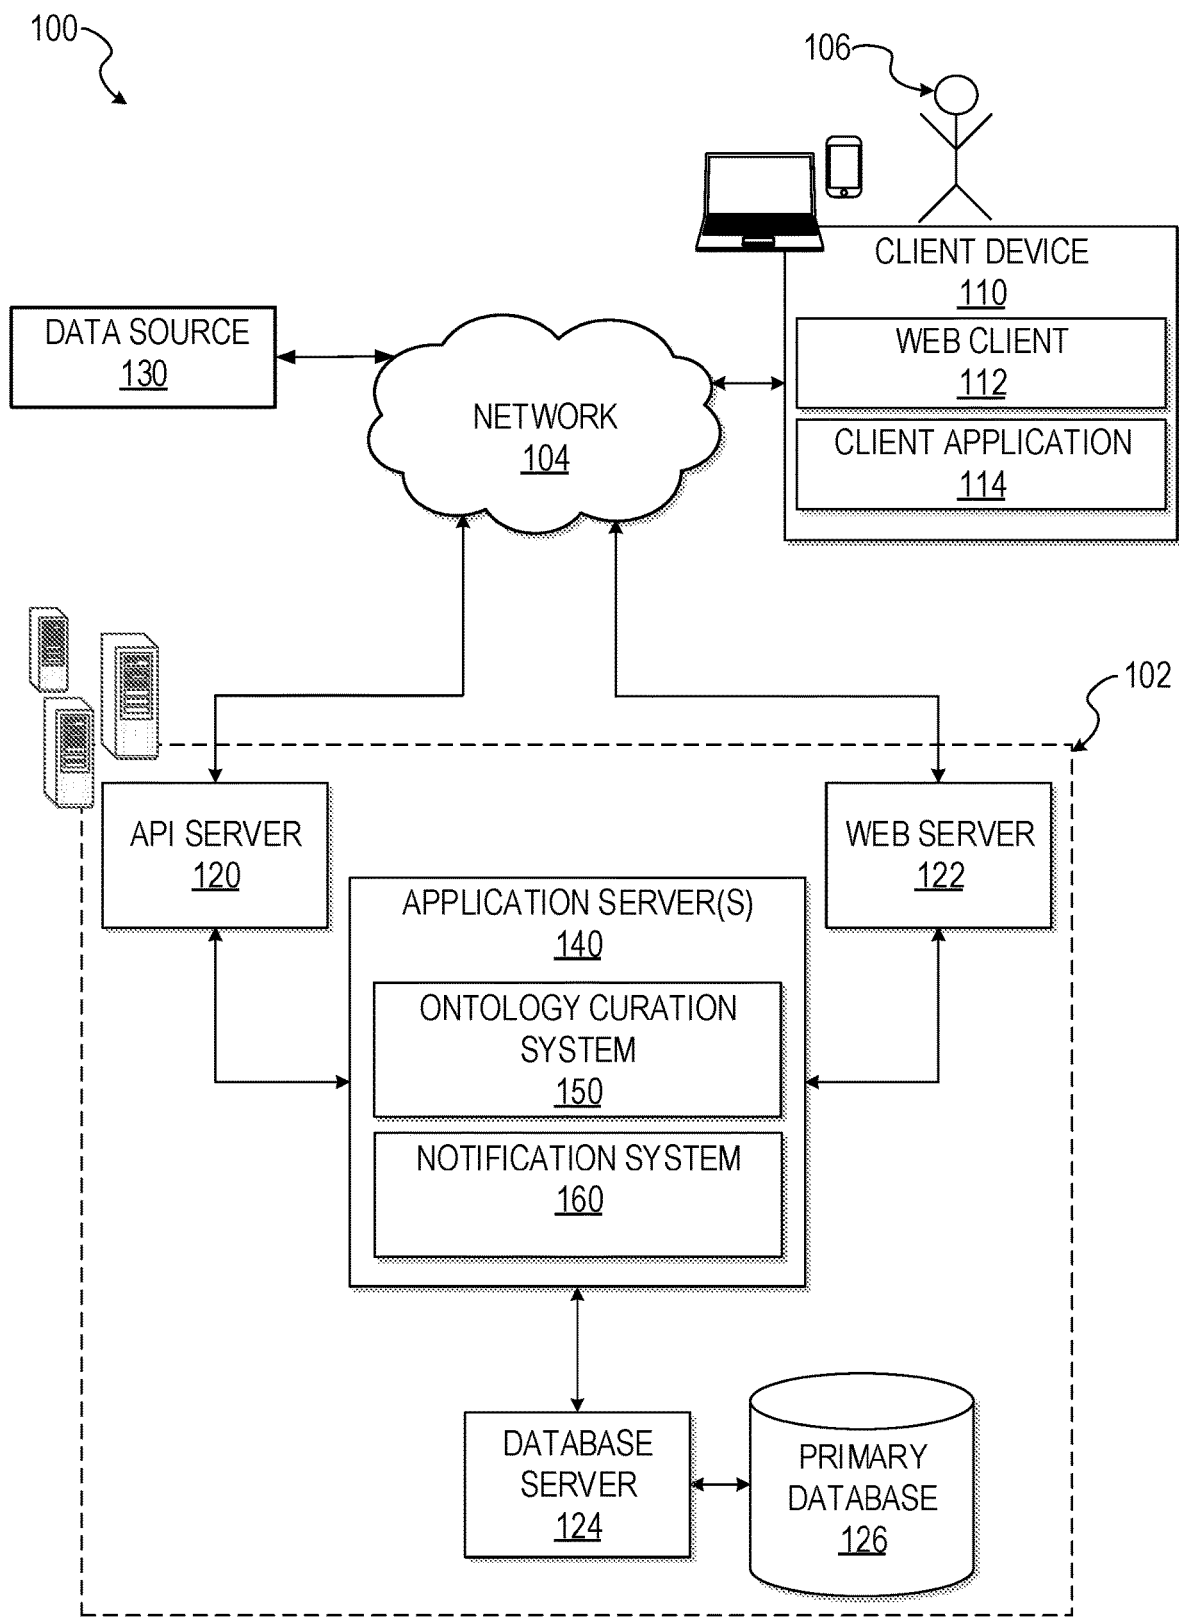 100
106
CLIENT DEVICE
110
WEB CLIENT
112
CLIENT APPLICATION
114
DATA SOURCE
130
NETWORK
104
102
API SERVER
120
WEB SERVER
122
APPLICATION SERVER(S)
140
ONTOLOGY CURATION
SYSTEM
150
NOTIFICATION SYSTEM
160
DATABASE
SERVER
124
PRIMARY
DATABASE
126